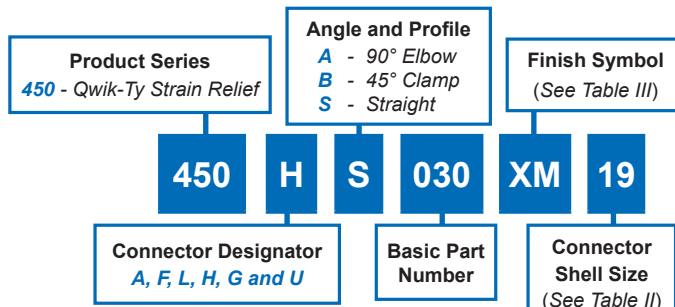 Product Series
450 - Qwik-Ty Strain Relief
Angle and Profile
A - 90° Elbow
B - 45° Clamp
S - Straight
Finish Symbol
(See Table III)
450 H S 030 XM 19
Connector Designator
A, F, L, H, G and U
Basic Part
Number
Connector
Shell Size
(See Table II)